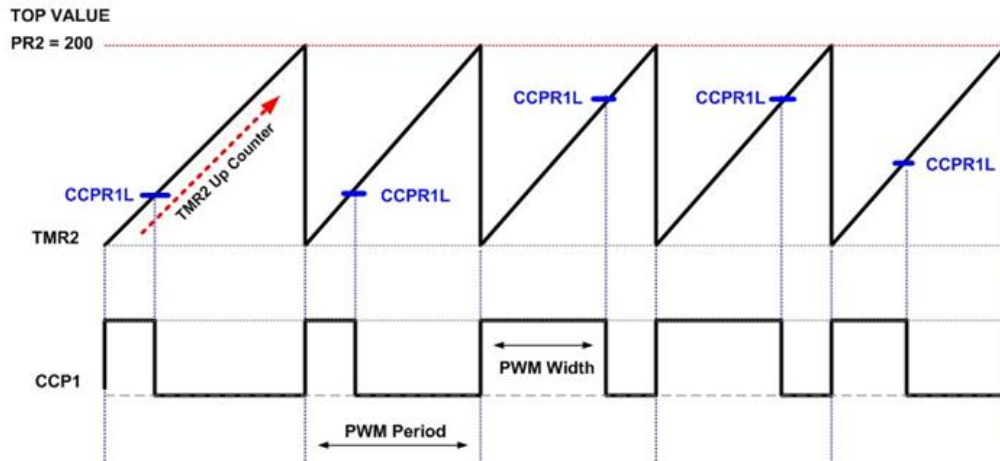 TOP VALUE
PR2 = 200
CCPR1L
CCPR1L
CCPR1L
CCPR1L
CCPR1L
TMR2 Up Counter
TMR2
CCP1
PWM Width
PWM Period